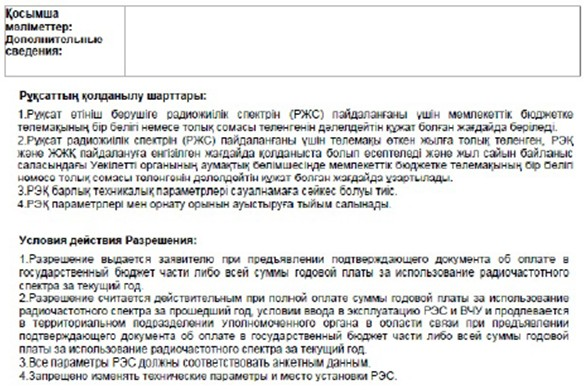 Қосымша
мәліметтер:
Дополнительные
сведения:
Рұқсаттың қолданылу шарттары:
1.Рұқсат өтініш берушіге радиожиілік спектрін (РЖС) пайдаланғаны үшін мемлекеттік бюджетке
төлемақының бір бөлігі немесе толық сомасы төленгенін дәлелдейтін құжат болған жағдайда беріледі.
2.Рұқсат радиожиілік спектрін (РЖС) пайдаланғаны үшін төлемақы өткен жылға толық төленген, РЭҚ
және ЖЖҚ пайдалануға енгізілген жағдайда қолданыста болып есептеледі және жыл сайын байланыс
саласындағы Уәкілетті органының аумақтық бөлімшесінде мемлекеттік бюджетке төлемақының бір бөлігі
немесе толық сомасы төленгенін дәлелдейтін құжат болған жағдайда ұзартылады.
3.РЭҚ барлық техникалық параметрлері сауалнамаға сәйкес болуы тиіс.
4.РЭҚ параметрлері мен орнату орынын ауыстыруға тыйым салынады.
Условия действия Разрешения:
1.Разрешение выдается заявителю при предъявлении подтверждающего документа об оплате в
государственный бюджет части либо всей суммы годовой платы за использование радиочастотного
спектра за текущий год.
2.Разрешение считается действительным при полной оплате суммы годовой платы за использование
радиочастотного спектра за прошедший год, условии ввода в эксплуатацию РЭС и ВЧУ и продлевается
в территориальном подразделении Уполномоченного органа в области связи при предъявлении
подтверждающего документа об оплате в государственный бюджет части либо всей суммы годовой
платы за использование радиочастотного спектра за текущий год.
3.Все параметры РЭС должны соответствовать анкетным данным.
4.Запрещено изменять технические параметры и место установки РЭС.